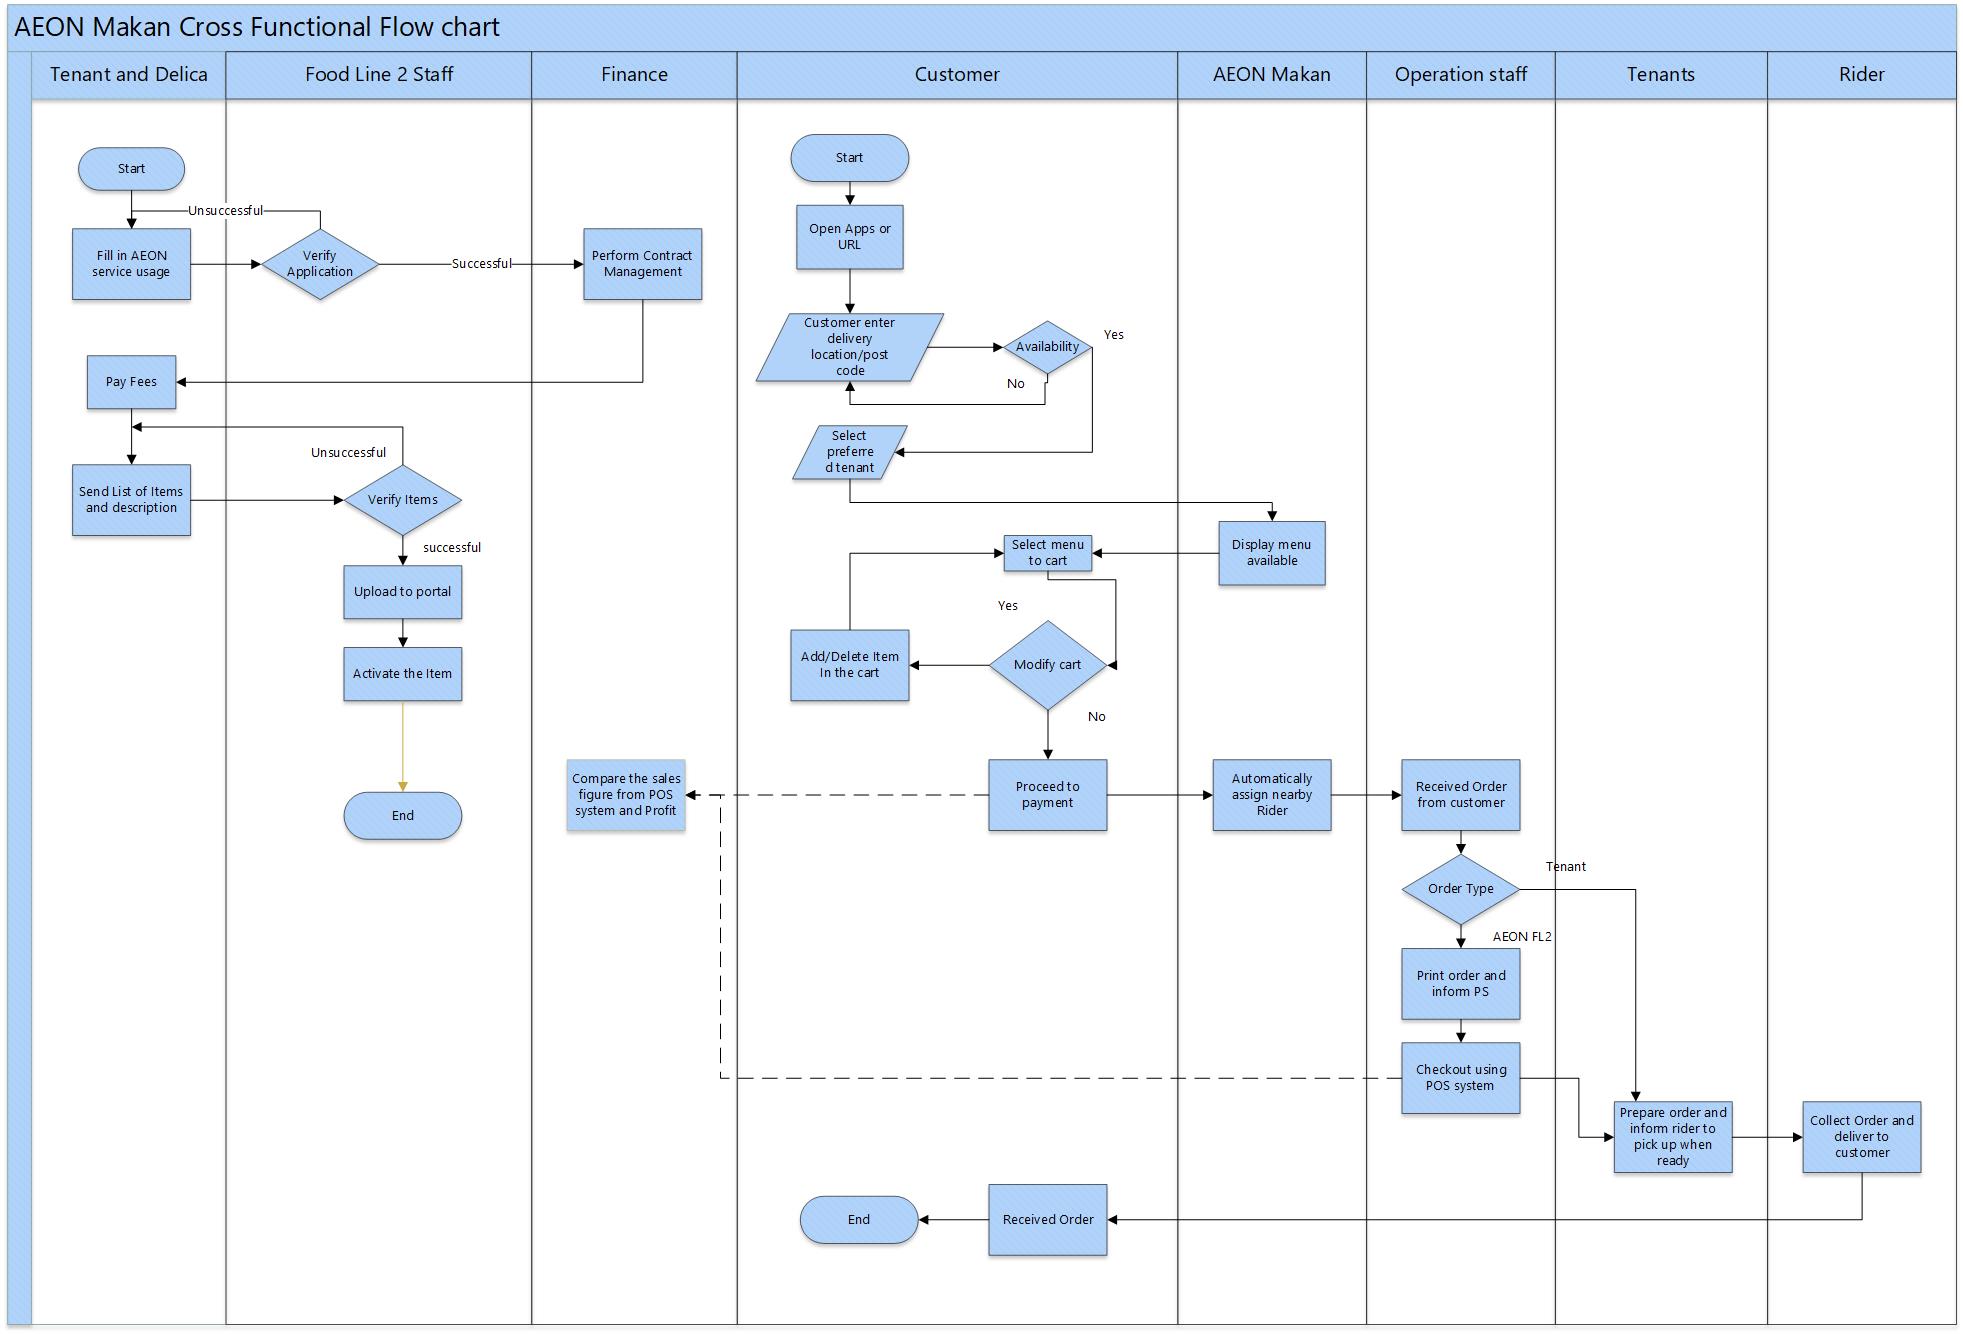 AEON Makan Cross Functional Flow chart
Tenant and Delica
Food Line 2 Staff
Finance
Customer
AEON Makan
Operation staff
Tenants
Rider
Start
Unsuccessful
Fill in AEON
service usage
Verify
Application
Successful
Perform Contract
Management
Pay Fees
Unsuccessful
Send List of Items
and description
Verify Items
successful
Upload to portal
Activate the Item
End
Compare the sales
figure from POS
system and Profit
Start
Open Apps or
URL
Customer enter
delivery
location/post
code
Availability
Yes
No
Select
preferre
d tenant
Display menu
available
Select menu
to cart
Yes
Add/Delete Item
In the cart
Modify cart
No
Proceed to
payment
Automatically
assign nearby
Rider
Received Order
from customer
Tenant
Order Type
AEON FL2
Print order and
inform PS
Checkout using
POS system
Prepare order and
inform rider to
pick up when
ready
Collect Order and
deliver to
customer
Received Order
End